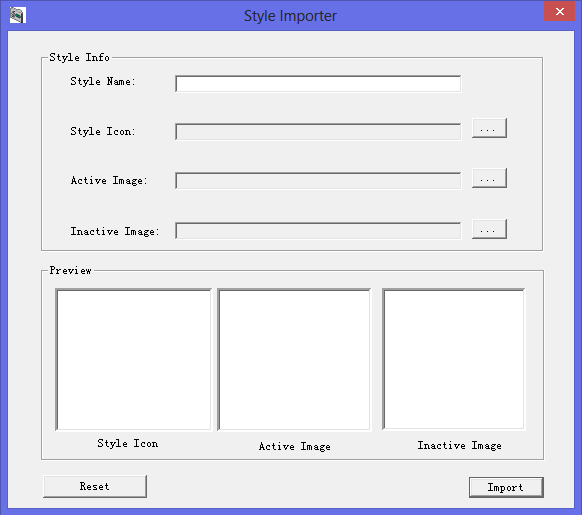 Style Importer
Style Info
Style Name:
Style Icon:
...
Active Image:
...
Inactive Image:
...
Preview
Style Icon
Active Image
Inactive Image
Reset
Import